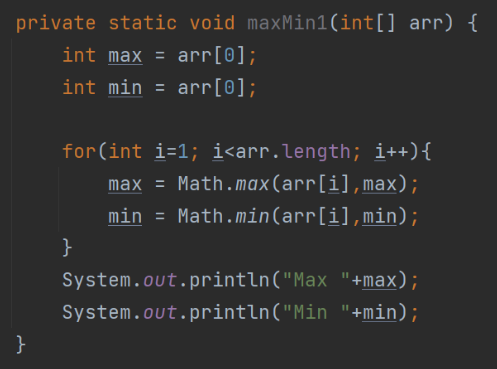 private static void maxMin1(int[] arr) {
    int max = arr[0];
    int min = arr[0];

    for(int i=1; i<arr.length; i++){
        max = Math.max(arr[i],max);
        min = Math.min(arr[i],min);
    }
    System.out.println("Max "+max);
    System.out.println("Min "+min);
}